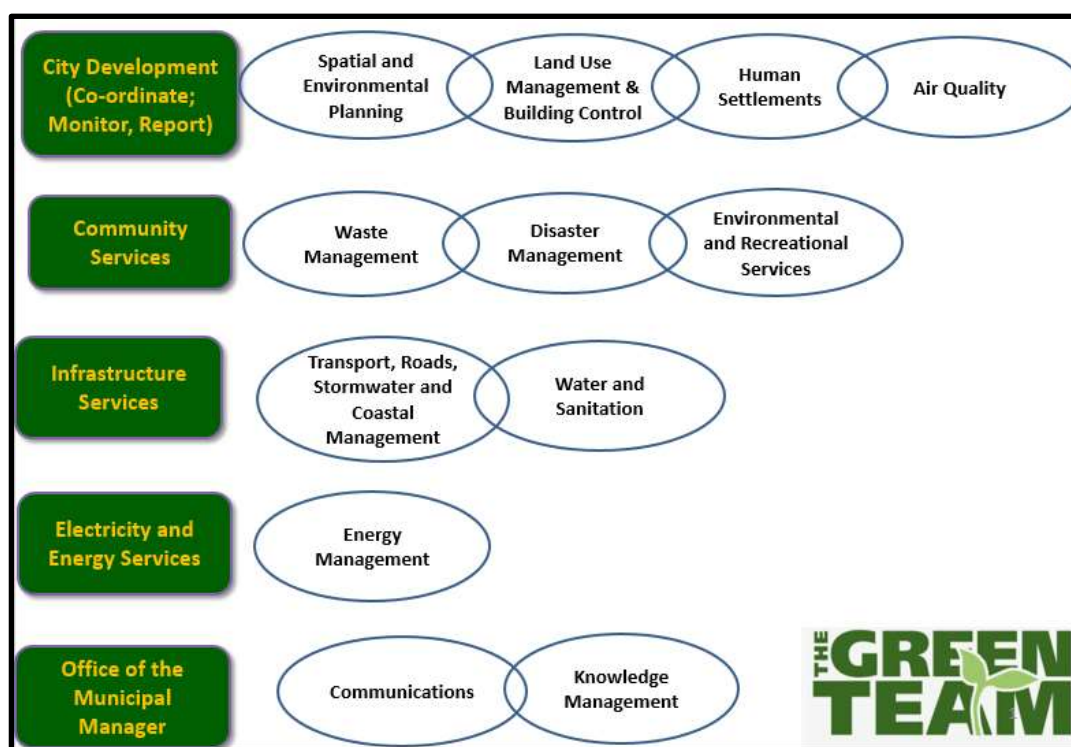 City Development
(Co-ordinate;
Monitor, Report)
Spatial and
Environmental
Planning
Land Use
Management &
Building Control
Human
Settlements
Air Quality
Community
Services
Waste
Management
Disaster
Management
Environmental
and Recreational
Services
Infrastructure
Services
Transport, Roads,
Stormwater and
Coastal
Management
Water and
Sanitation
Electricity and
Energy Services
Energy
Management
Office of the
Municipal
Manager
Communications
Knowledge
Management
THE
GREEN
TEAM